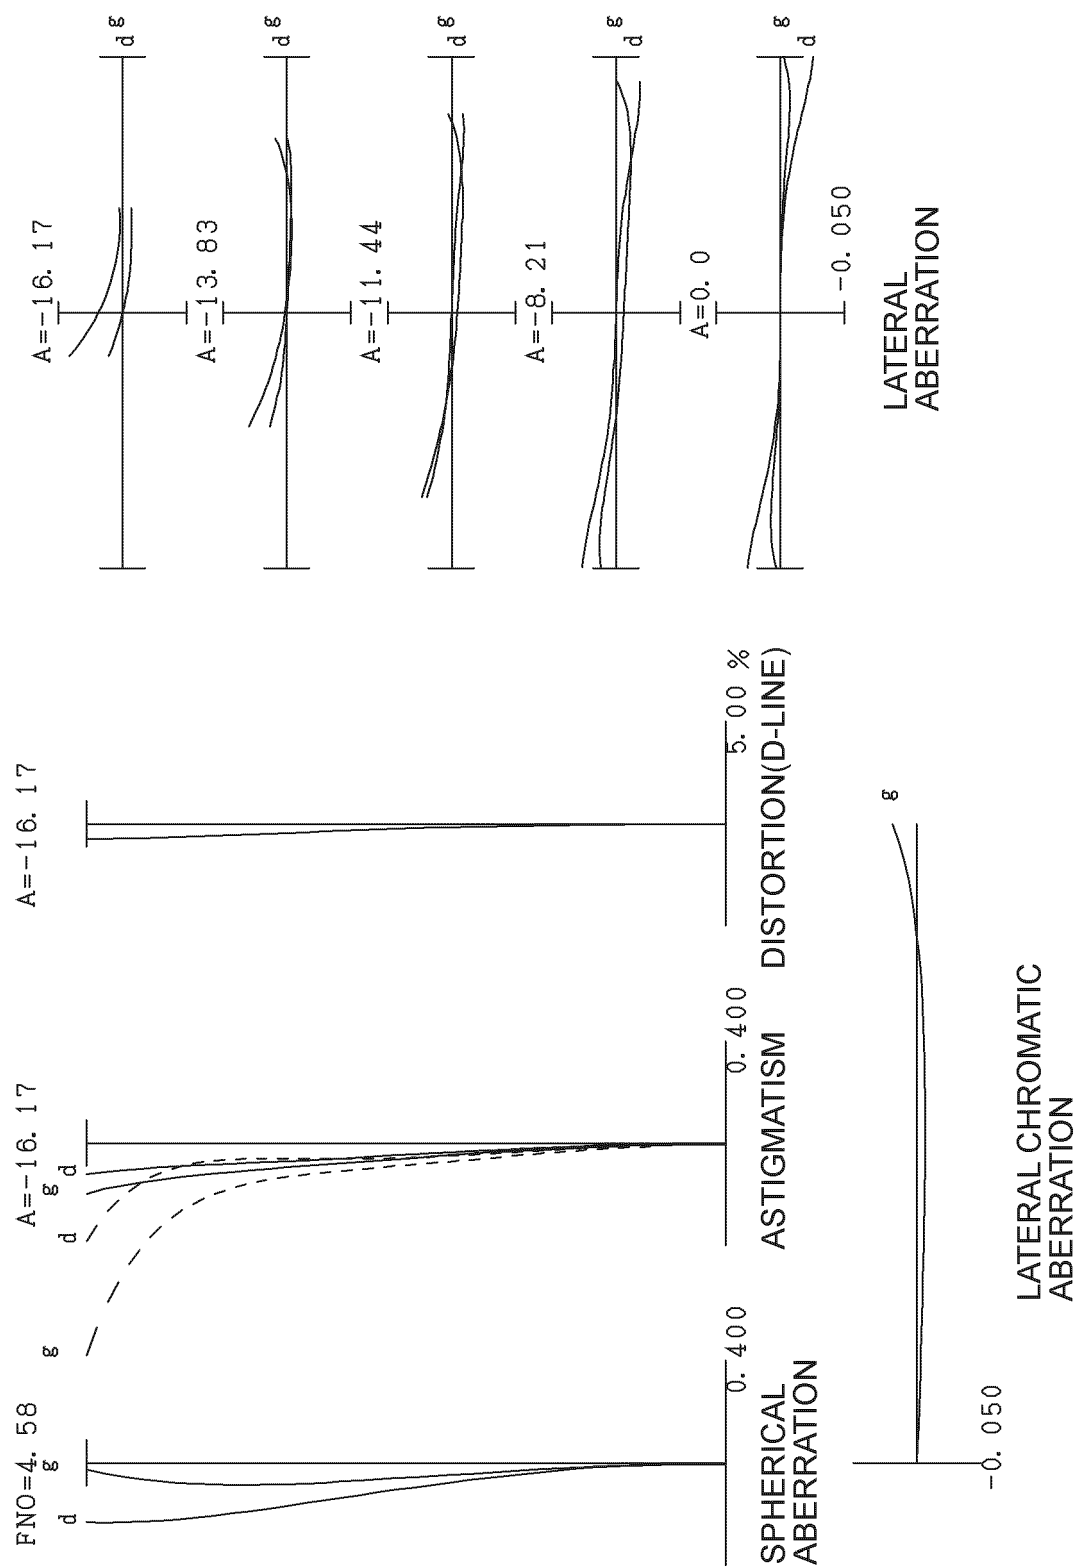 FNO=4. 58
d
g
0. 400
SPHERICAL
ABERRATION
A=-16. 17
g
d
g
d
0. 400
ASTIGMATISM
A=-16. 17
5. 00 %
DISTORTION(D-LINE)
-0. 050
g
LATERAL CHROMATIC
ABERRATION
A=-16. 17
g
d
A=-13. 83
g
d
A=-11. 44
g
d
A=-8. 21
g
d
A=0. 0
g
d
-0. 050
LATERAL
ABERRATION